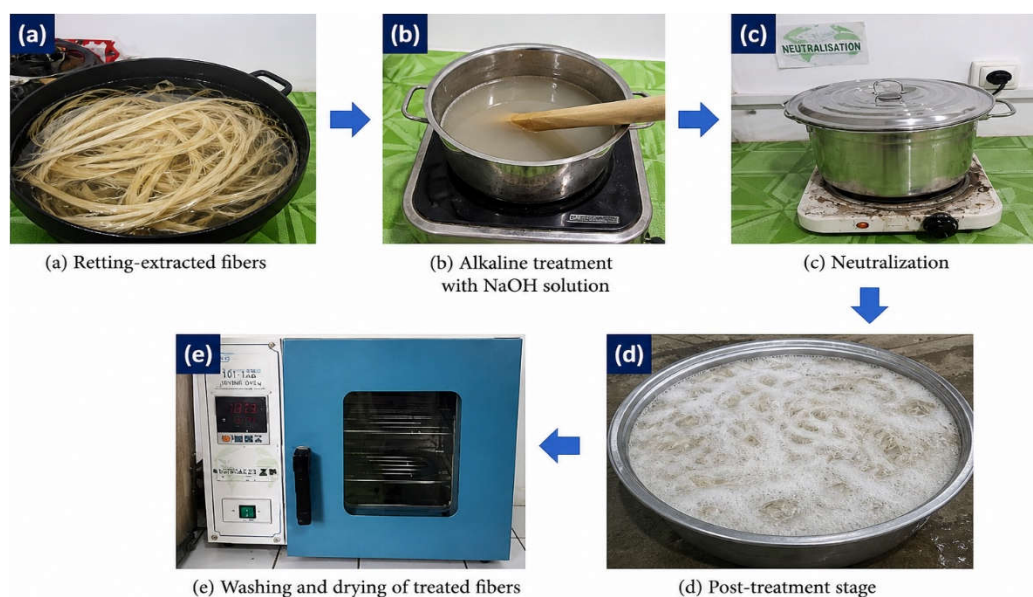 (a)
(b)
(c)
NEUTRALISATION
(a) Retting-extracted fibers
(b) Alkaline treatment
with NaOH solution
(c) Neutralization
(e)
(d)
(e) Washing and drying of treated fibers
(d) Post-treatment stage